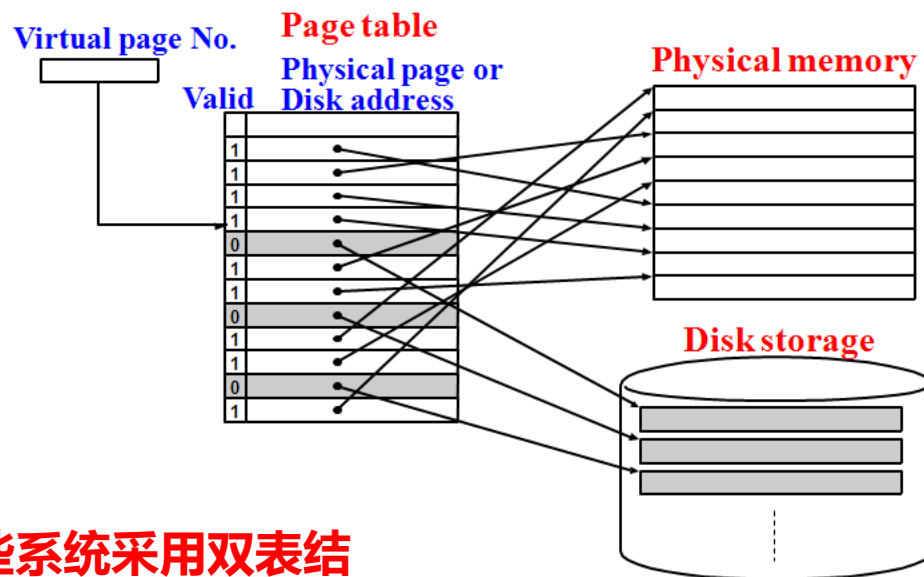 Virtual page No.
Page table
Valid
Physical page or
Disk address
Physical memory
1
1
1
1
0
1
1
0
1
1
0
1
Disk storage
些系统采用双表结